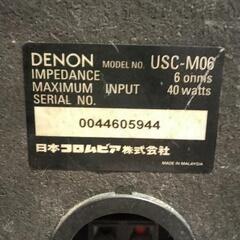 DENON MODEL NO. USC-M06
IMPEDANCE 6 ohms
MAXIMUM INPUT 40 watts
SERIAL NO.
0044605944
日本コロムビア株式会社
MADE IN MALAYSIA